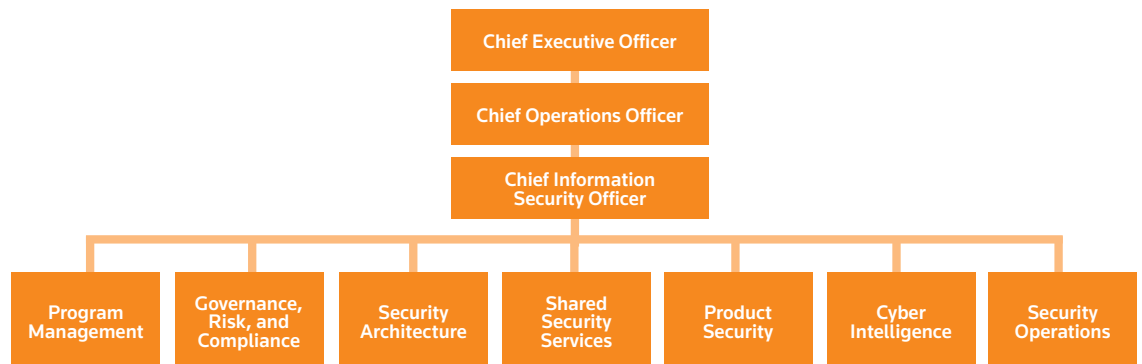 Chief Executive Officer
Chief Operations Officer
Chief Information
Security Officer
Program
Management
Governance,
Risk, and
Compliance
Security
Architecture
Shared
Security
Services
Product
Security
Cyber
Intelligence
Security
Operations